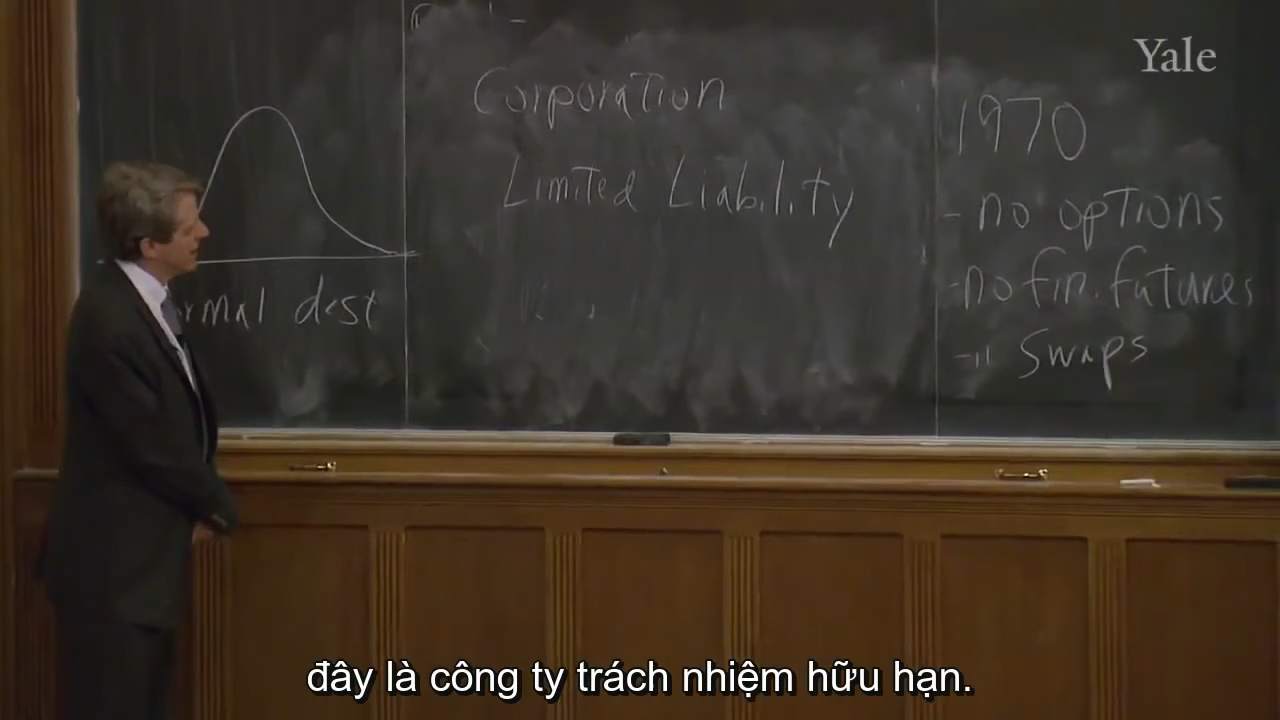 Yale
Corporation
Limited Liability
1970
- no options
- no fin. futures
- 11 Swaps
rmal dist
đây là công ty trách nhiệm hữu hạn.